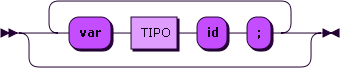 var TIPO id ;